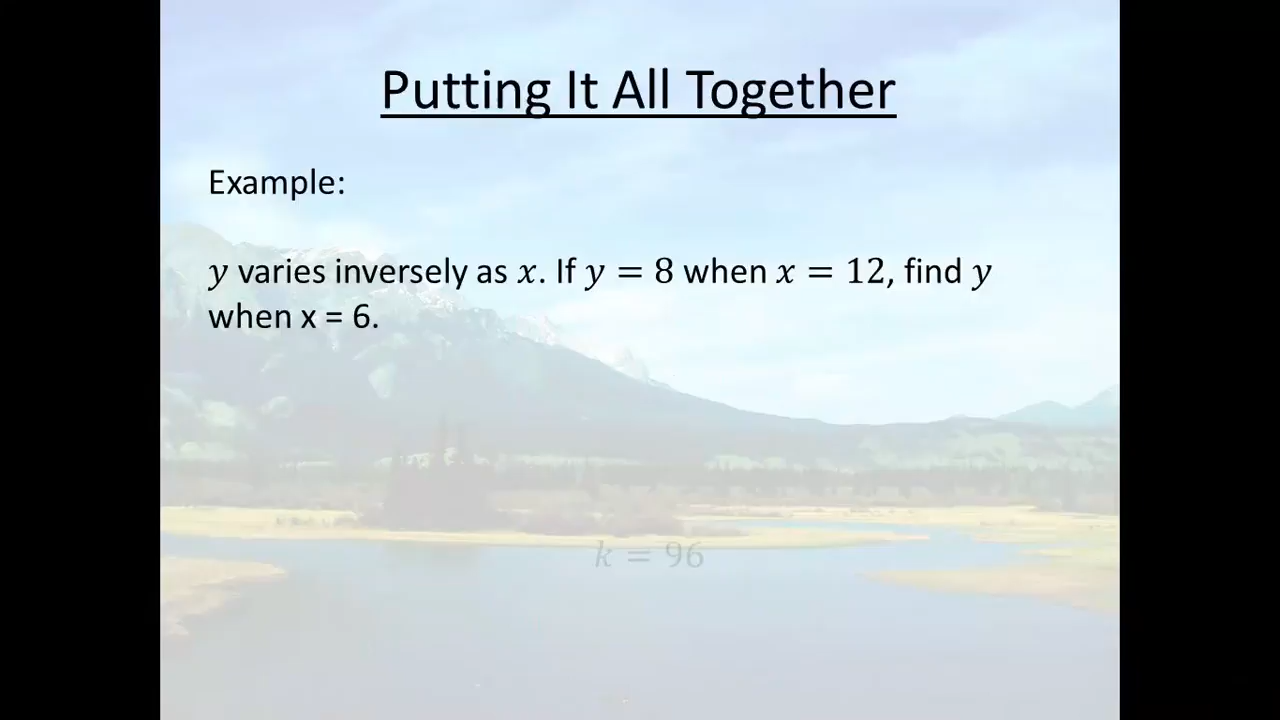 Putting It All Together
Example:
y varies inversely as x. If y = 8 when x = 12, find y
when x = 6.
k = 96